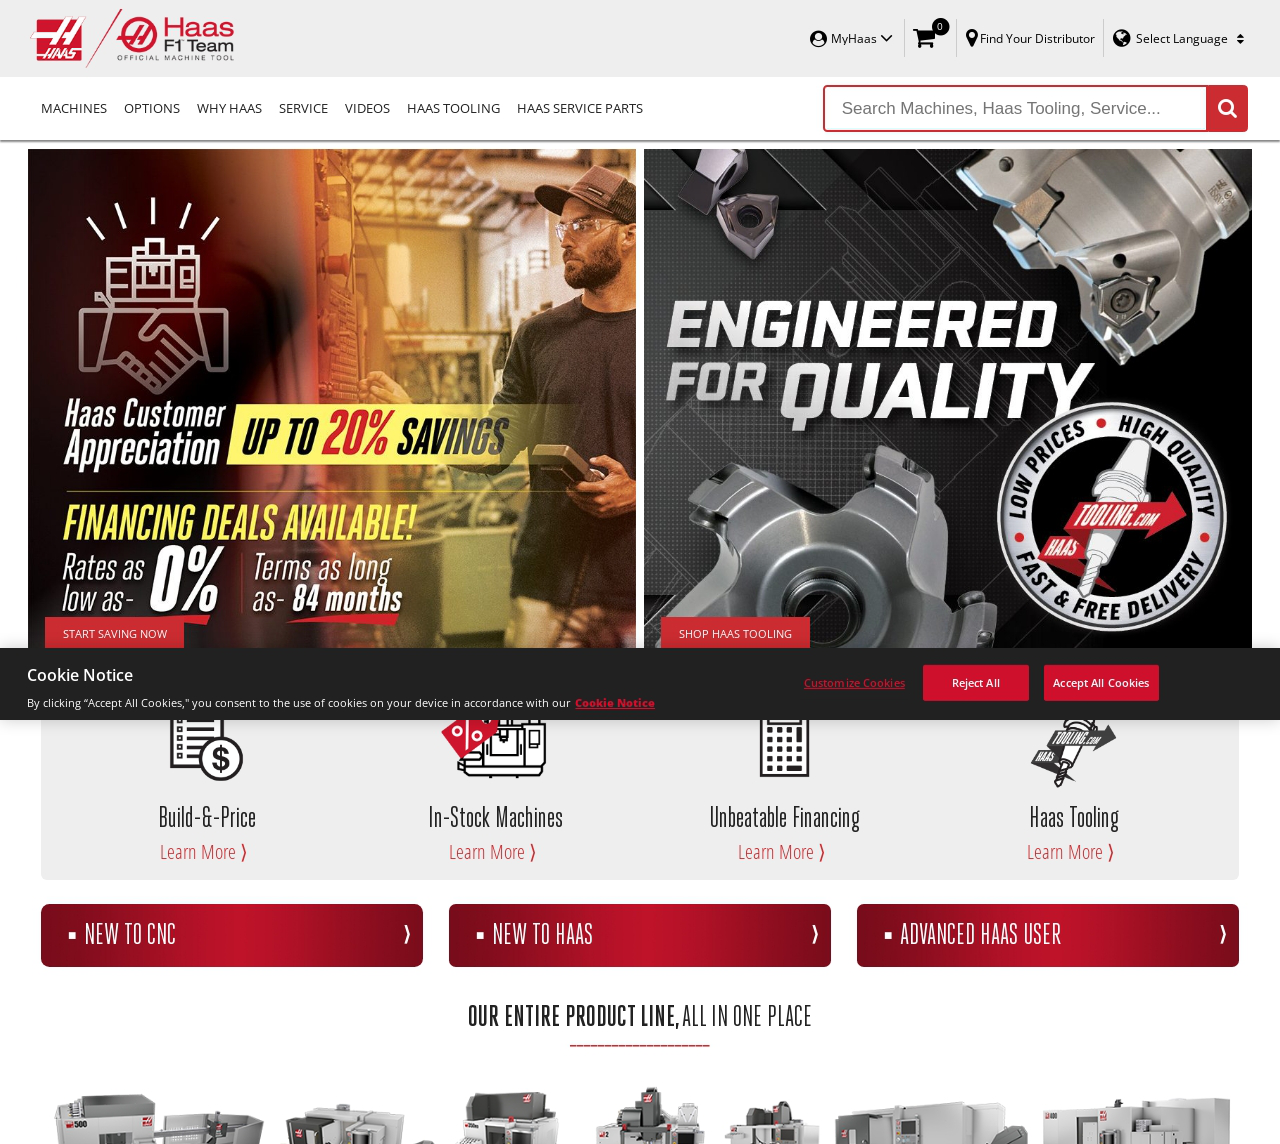 HAAS
Haas
F1 Team
OFFICIAL MACHINE TOOL
MyHaas
0
Find Your Distributor
Select Language
MACHINES
OPTIONS
WHY HAAS
SERVICE
VIDEOS
HAAS TOOLING
HAAS SERVICE PARTS
Search Machines, Haas Tooling, Service...
Haas Customer
Appreciation
UP TO 20% SAVINGS
FINANCING DEALS AVAILABLE!
Rates as
low as-
0%
Terms as long
as- 84 months
START SAVING NOW
ENGINEERED
FOR QUALITY
LOW PRICES • HIGH QUALITY
• FAST & FREE DELIVERY •
TOOLING.COM
HAAS
SHOP HAAS TOOLING
Cookie Notice
By clicking “Accept All Cookies," you consent to the use of cookies on your device in accordance with our Cookie Notice
Customize Cookies
Reject All
Accept All Cookies
$
%
TOOLING.COM
HAAS
Build-&-Price
Learn More ⟩
In-Stock Machines
Learn More ⟩
Unbeatable Financing
Learn More ⟩
Haas Tooling
Learn More ⟩
▪ NEW TO CNC ⟩
▪ NEW TO HAAS ⟩
▪ ADVANCED HAAS USER ⟩
OUR ENTIRE PRODUCT LINE, ALL IN ONE PLACE